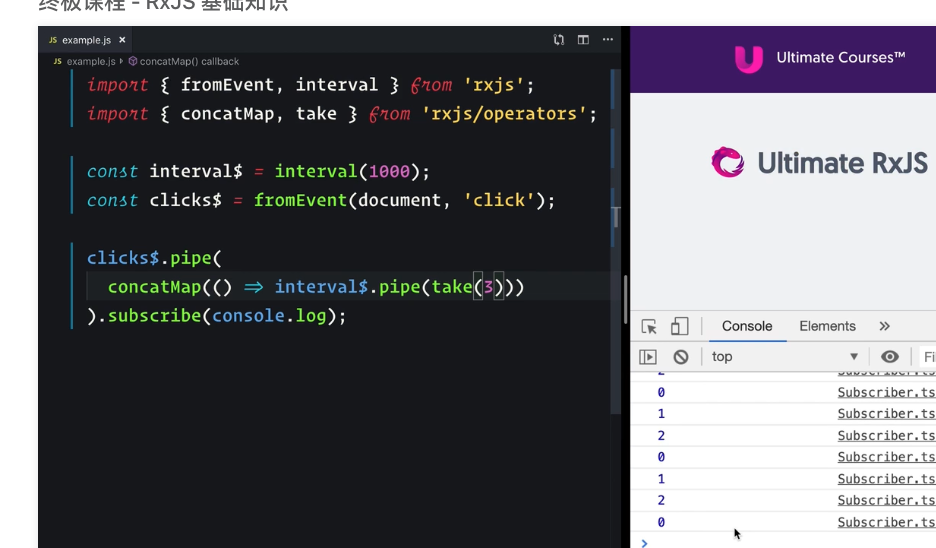 终极课程 - RxJS 基础知识
JS example.js ×
JS example.js › concatMap() callback
import { fromEvent, interval } from 'rxjs';
import { concatMap, take } from 'rxjs/operators';
const interval$ = interval(1000);
const clicks$ = fromEvent(document, 'click');
clicks$.pipe(
concatMap(() => interval$.pipe(take(3)))
).subscribe(console.log);
Ultimate Courses™
Ultimate RxJS
Console Elements »
top Fi
2 Subscriber.ts
0 Subscriber.ts
1 Subscriber.ts
2 Subscriber.ts
0 Subscriber.ts
1 Subscriber.ts
2 Subscriber.ts
0 Subscriber.ts
>